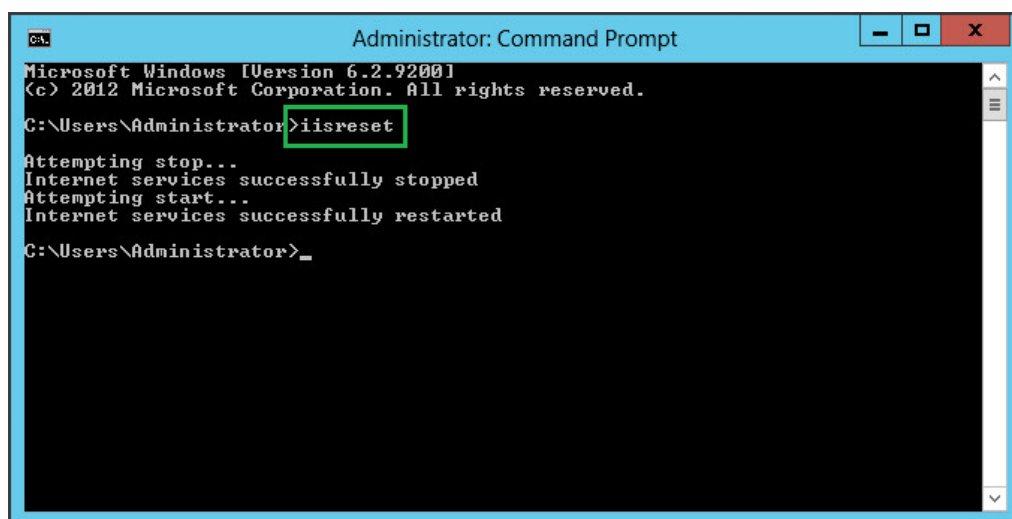 C:\.
Administrator: Command Prompt
Microsoft Windows [Version 6.2.9200]
(c) 2012 Microsoft Corporation. All rights reserved.
C:\Users\Administrator>iisreset
Attempting stop...
Internet services successfully stopped
Attempting start...
Internet services successfully restarted
C:\Users\Administrator>_